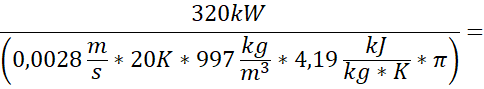 320kW
(0,0028 m/s * 20K * 997 kg/m³ * 4,19 kJ/(kg * K) * π) =